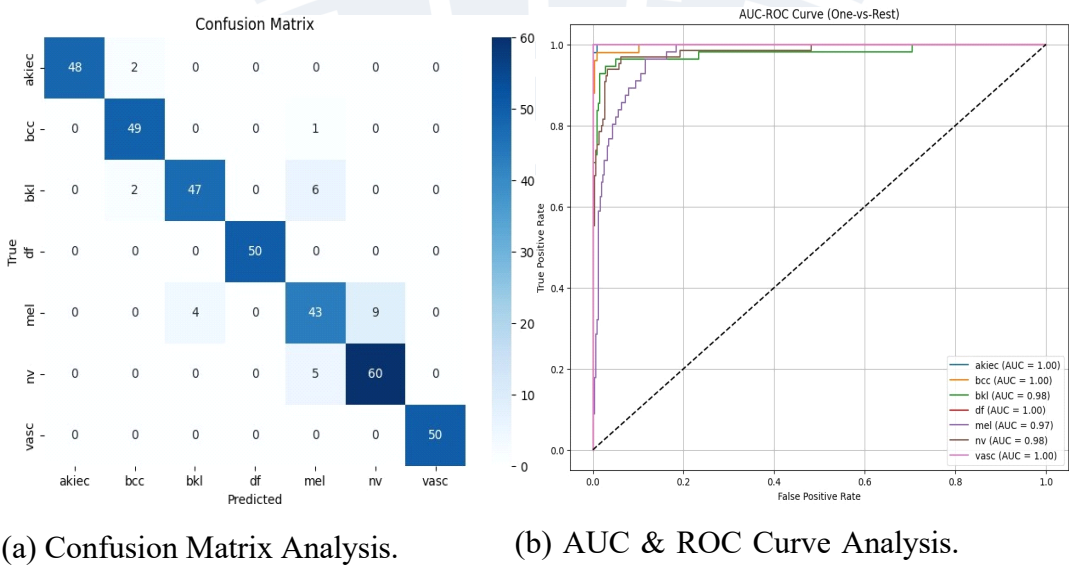 Confusion Matrix
True
akiec 48 2 0 0 0 0 0
bcc 0 49 0 0 1 0 0
bkl 0 2 47 0 6 0 0
df 0 0 0 50 0 0 0
mel 0 0 4 0 43 9 0
nv 0 0 0 0 5 60 0
vasc 0 0 0 0 0 0 50
akiec bcc bkl df mel nv vasc
Predicted
60
50
40
30
20
10
0
AUC-ROC Curve (One-vs-Rest)
True Positive Rate
1.0
0.8
0.6
0.4
0.2
0.0
0.0 0.2 0.4 0.6 0.8 1.0
False Positive Rate
akiec (AUC = 1.00)
bcc (AUC = 1.00)
bkl (AUC = 0.98)
df (AUC = 1.00)
mel (AUC = 0.97)
nv (AUC = 0.98)
vasc (AUC = 1.00)
(a) Confusion Matrix Analysis.
(b) AUC & ROC Curve Analysis.